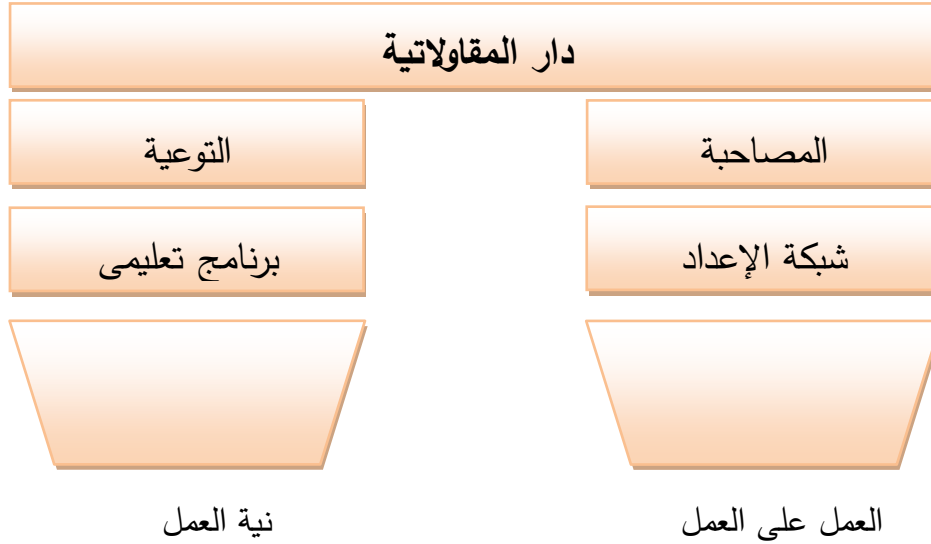 دار المقاولاتية
المصاحبة
التوعية
شبكة الإعداد
برنامج تعليمى
العمل على العمل
نية العمل